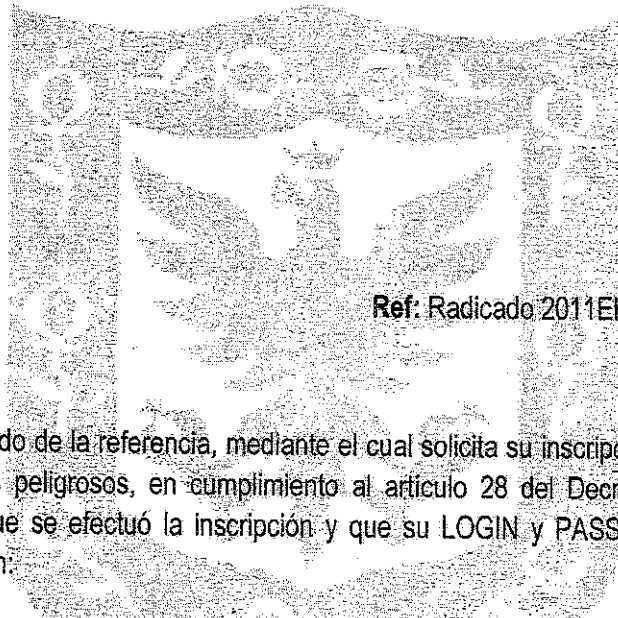 Ref: Radicado 2011E
do de la referencia, mediante el cual solicita su inscripc
peligrosos, en cumplimiento al artículo 28 del Decr
ue se efectuó la inscripción y que su LOGIN y PASS
n: